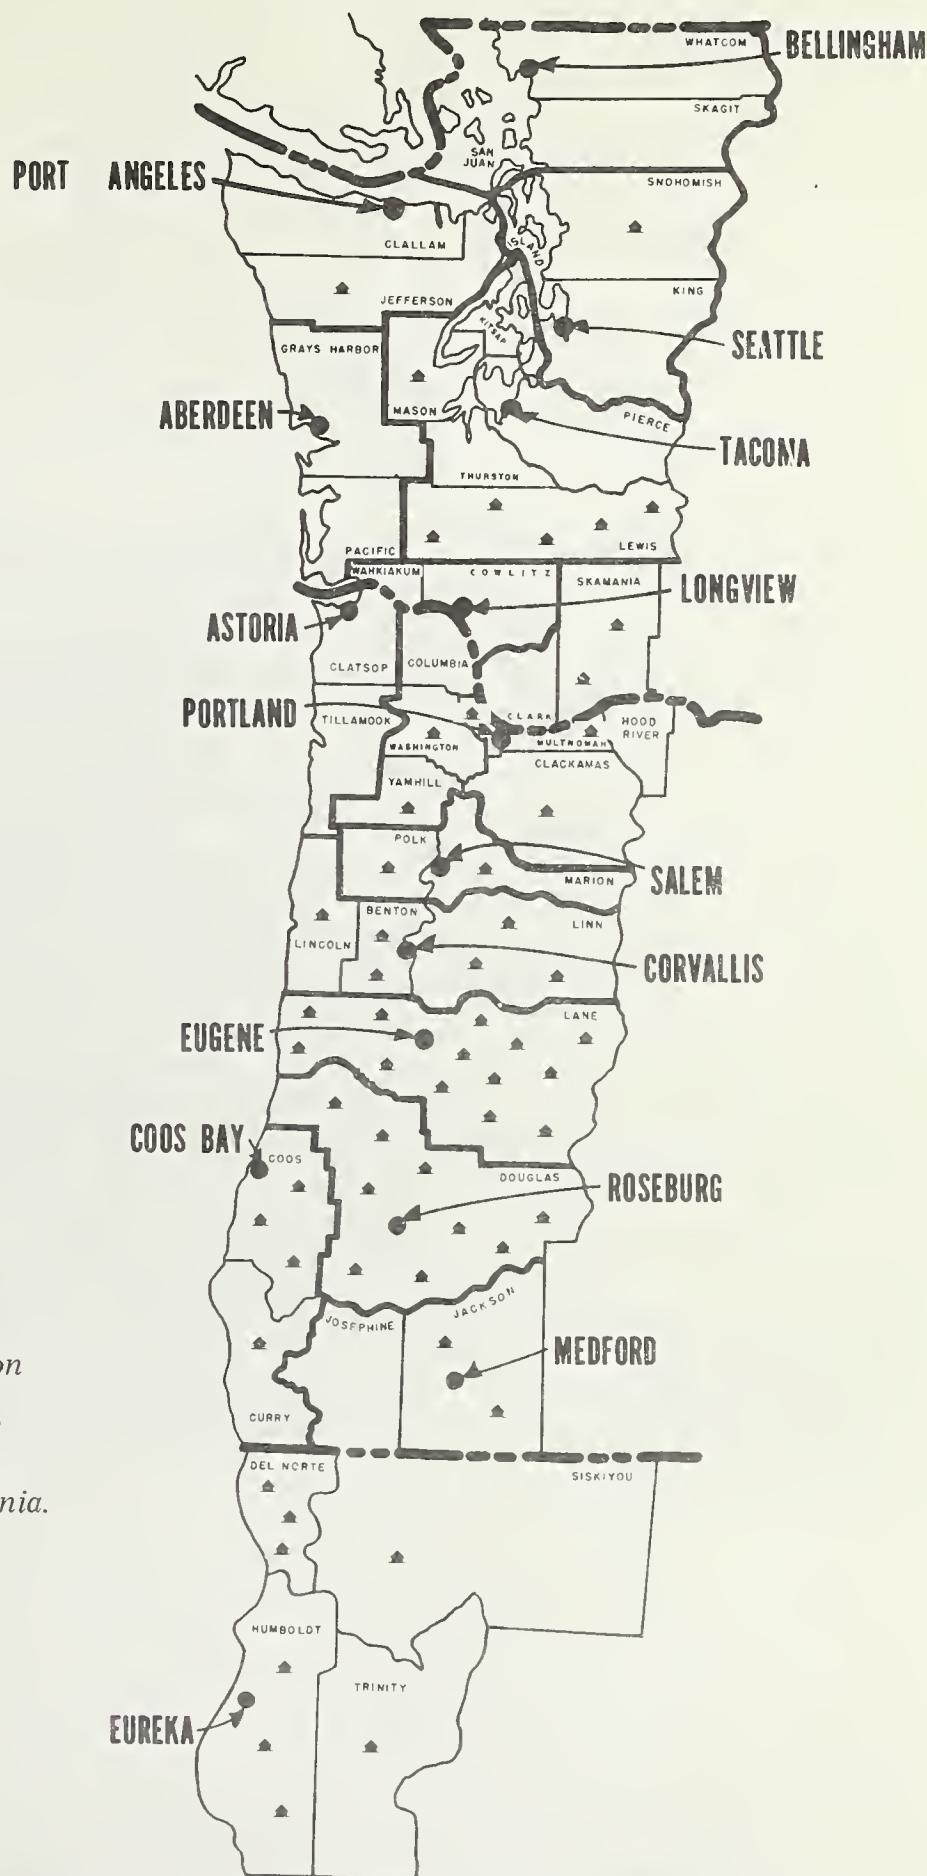 WHATCOM
BELLINGHAM
SKAGIT
SAN
JUAN
PORT ANGELES
SNOHOMISH
ISLAND
CLALLAM
KING
JEFFERSON
KITSAP
GRAYS HARBOR
SEATTLE
ABERDEEN
MASON
PIERCE
TACOMA
THURSTON
LEWIS
PACIFIC
WAHKIAKUM
COWLITZ
SKAMANIA
LONGVIEW
ASTORIA
CLATSOP
COLUMBIA
PORTLAND
TILLAMOOK
CLARK
HOOD
RIVER
WASHINGTON
MULTNOMAH
CLACKAMAS
YAMHILL
POLK
MARION
SALEM
BENTON
LINN
LINCOLN
CORVALLIS
LANE
EUGENE
COOS BAY
COOS
DOUGLAS
ROSEBURG
JACKSON
JOSEPHINE
MEDFORD
on
CURRY
DEL NORTE
SISKIYOU
nia.
HUMBOLDT
TRINITY
EUREKA